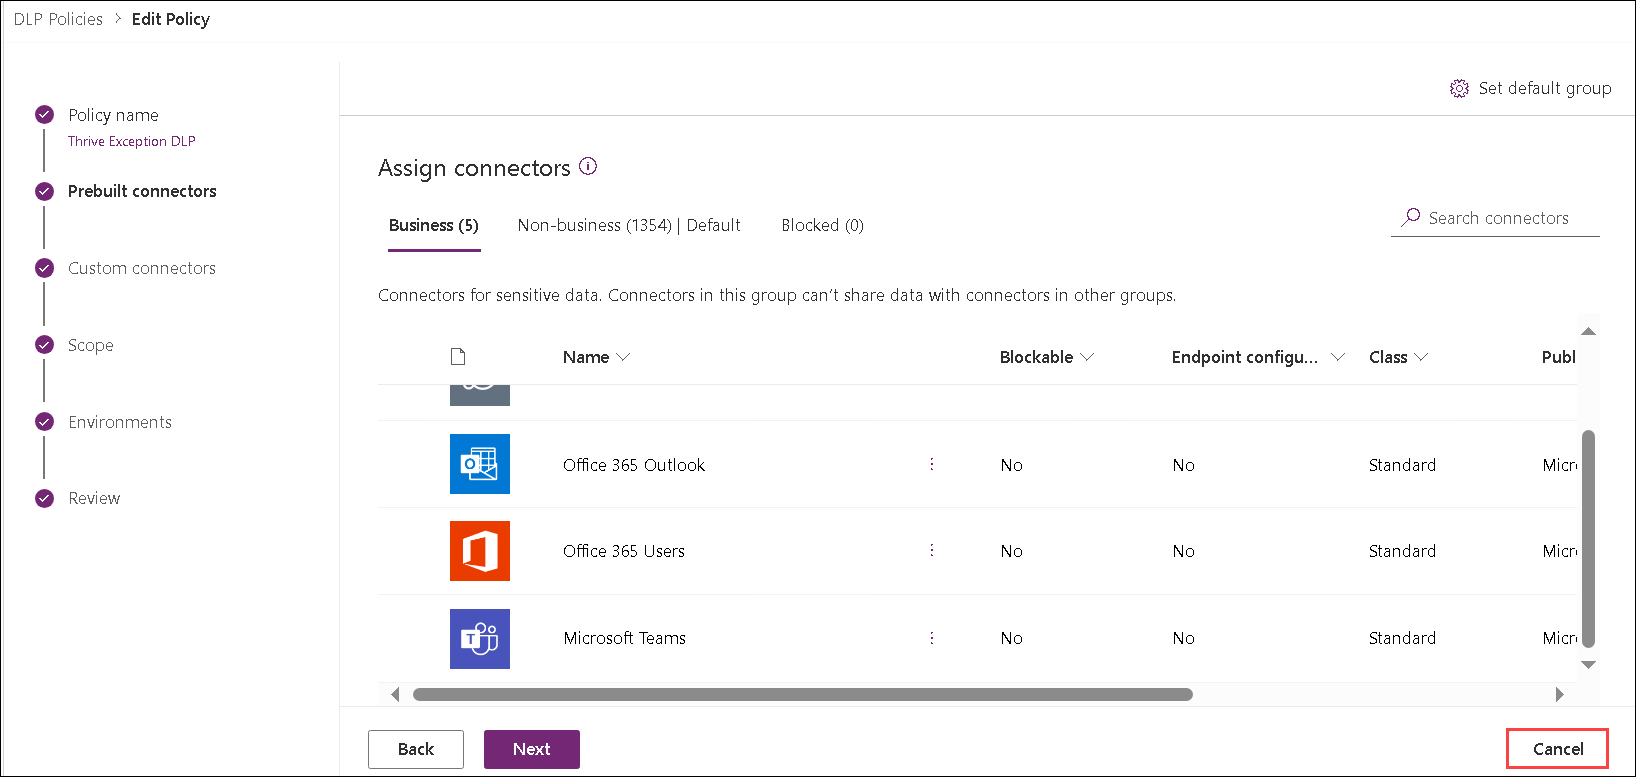 DLP Policies > Edit Policy
Set default group
Policy name
Thrive Exception DLP
Prebuilt connectors
Custom connectors
Scope
Environments
Review
Assign connectors
Business (5) Non-business (1354) | Default Blocked (0)
Search connectors
Connectors for sensitive data. Connectors in this group can't share data with connectors in other groups.
Name Blockable Endpoint configu... Class Publ
Office 365 Outlook No No Standard Micr
Office 365 Users No No Standard Micr
Microsoft Teams No No Standard Micr
Back Next Cancel